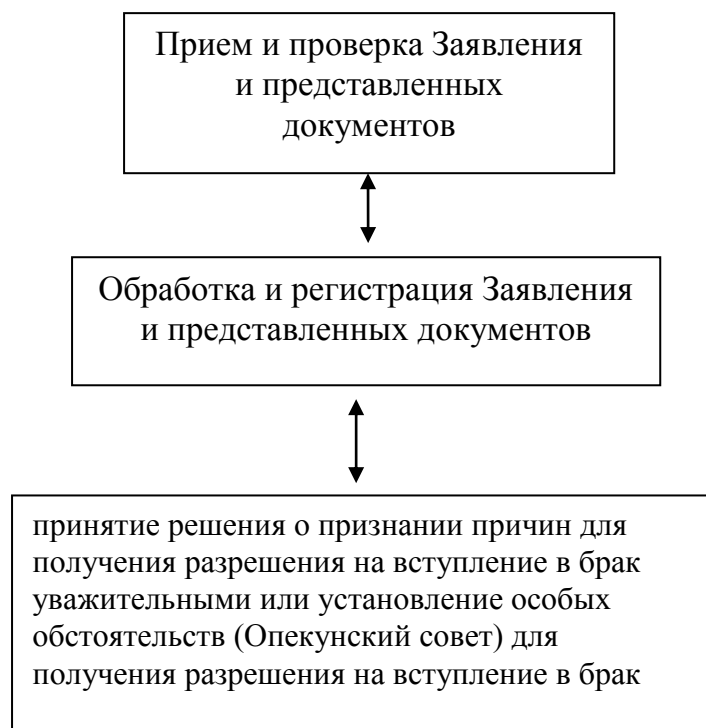 Прием и проверка Заявления
и представленных
документов
Обработка и регистрация Заявления
и представленных документов
принятие решения о признании причин для
получения разрешения на вступление в брак
уважительными или установление особых
обстоятельств (Опекунский совет) для
получения разрешения на вступление в брак